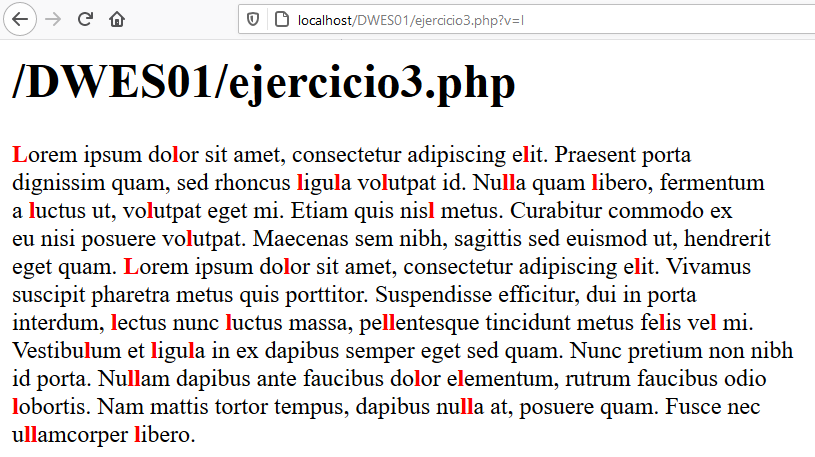 localhost/DWES01/ejercicio3.php?v=l
/DWES01/ejercicio3.php
Lorem ipsum dolor sit amet, consectetur adipiscing elit. Praesent porta
dignissim quam, sed rhoncus ligula volutpat id. Nulla quam libero, fermentum
a luctus ut, volutpat eget mi. Etiam quis nisl metus. Curabitur commodo ex
eu nisi posuere volutpat. Maecenas sem nibh, sagittis sed euismod ut, hendrerit
eget quam. Lorem ipsum dolor sit amet, consectetur adipiscing elit. Vivamus
suscipit pharetra metus quis porttitor. Suspendisse efficitur, dui in porta
interdum, lectus nunc luctus massa, pellentesque tincidunt metus felis vel mi.
Vestibulum et ligula in ex dapibus semper eget sed quam. Nunc pretium non nibh
id porta. Nullam dapibus ante faucibus dolor elementum, rutrum faucibus odio
lobortis. Nam mattis tortor tempus, dapibus nulla at, posuere quam. Fusce nec
ullamcorper libero.